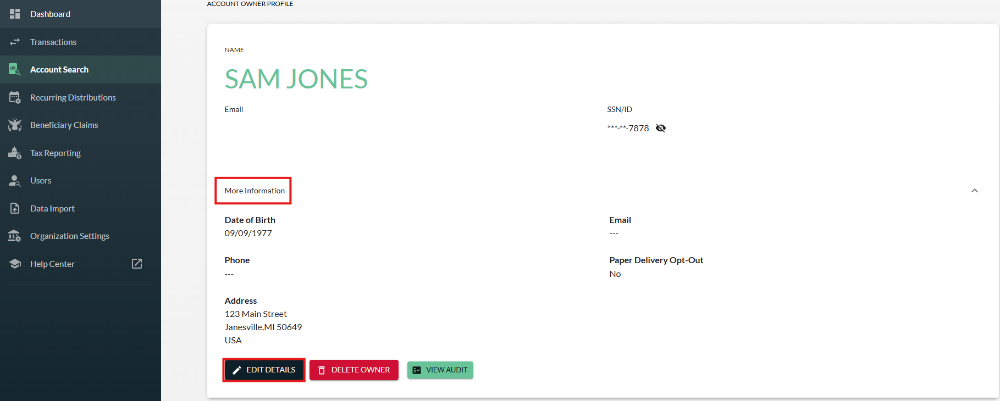 Dashboard
Transactions
Account Search
Recurring Distributions
Beneficiary Claims
Tax Reporting
Users
Data Import
Organization Settings
Help Center
ACCOUNT OWNER PROFILE
NAME
SAM JONES
Email
SSN/ID
***-**-7878
More Information
Date of Birth
09/09/1977
Email
---
Phone
---
Paper Delivery Opt-Out
No
Address
123 Main Street
Janesville,MI 50649
USA
EDIT DETAILS
DELETE OWNER
VIEW AUDIT